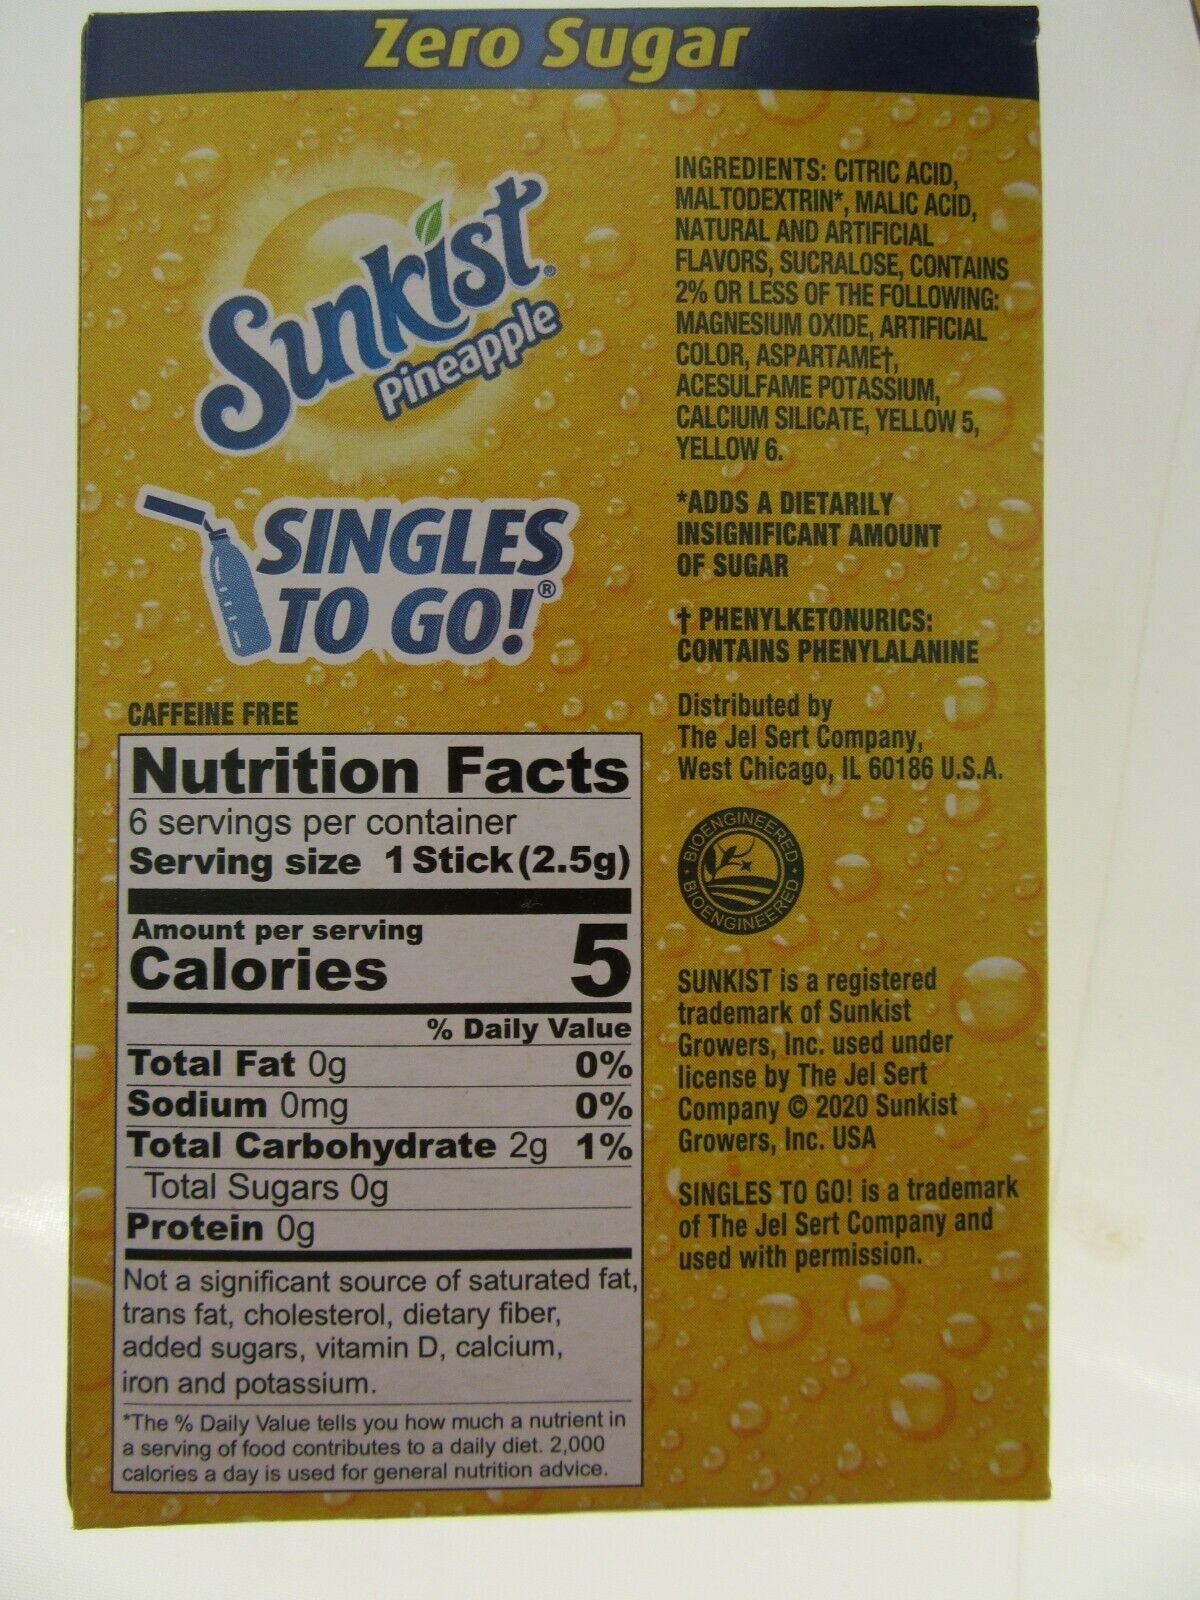 Zero Sugar
Sunkist®
Pineapple
SINGLES
TO GO!®
CAFFEINE FREE
Nutrition Facts
6 servings per container
Serving size 1 Stick (2.5g)
Amount per serving
Calories 5
% Daily Value
Total Fat 0g 0%
Sodium 0mg 0%
Total Carbohydrate 2g 1%
Total Sugars 0g
Protein 0g
Not a significant source of saturated fat,
trans fat, cholesterol, dietary fiber,
added sugars, vitamin D, calcium,
iron and potassium.
*The % Daily Value tells you how much a nutrient in
a serving of food contributes to a daily diet. 2,000
calories a day is used for general nutrition advice.
INGREDIENTS: CITRIC ACID,
MALTODEXTRIN*, MALIC ACID,
NATURAL AND ARTIFICIAL
FLAVORS, SUCRALOSE, CONTAINS
2% OR LESS OF THE FOLLOWING:
MAGNESIUM OXIDE, ARTIFICIAL
COLOR, ASPARTAME†,
ACESULFAME POTASSIUM,
CALCIUM SILICATE, YELLOW 5,
YELLOW 6.
*ADDS A DIETARILY
INSIGNIFICANT AMOUNT
OF SUGAR
† PHENYLKETONURICS:
CONTAINS PHENYLALANINE
Distributed by
The Jel Sert Company,
West Chicago, IL 60186 U.S.A.
BIOENGINEERED
BIOENGINEERED
SUNKIST is a registered
trademark of Sunkist
Growers, Inc. used under
license by The Jel Sert
Company © 2020 Sunkist
Growers, Inc. USA
SINGLES TO GO! is a trademark
of The Jel Sert Company and
used with permission.